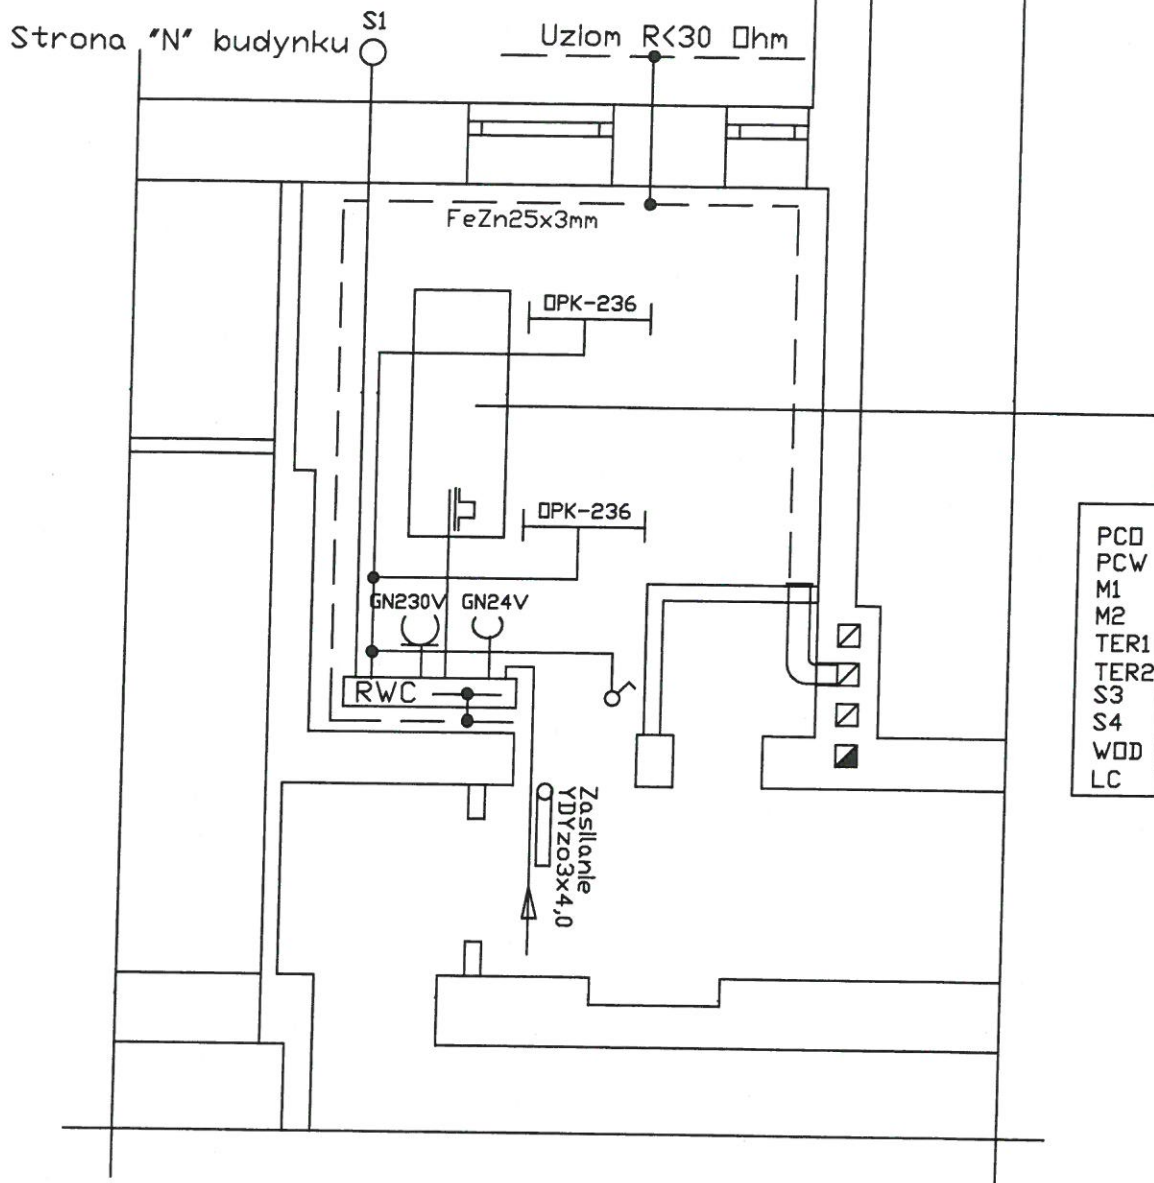 S1
Strona "N" budynku
Uziom R<30 Ohm
FeZn25x3mm
OPK-236
OPK-236
GN230V
GN24V
RWC
Zasilanie
YDYzo3x4,0
PCO
PCW
M1
M2
TER1
TER2
S3
S4
WOD
LC